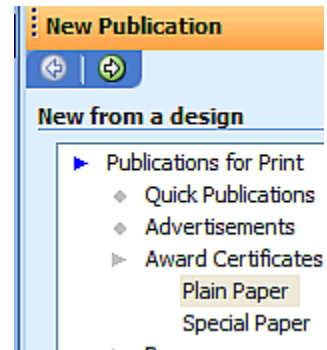 New Publication
New from a design
Publications for Print
Quick Publications
Advertisements
Award Certificates
Plain Paper
Special Paper